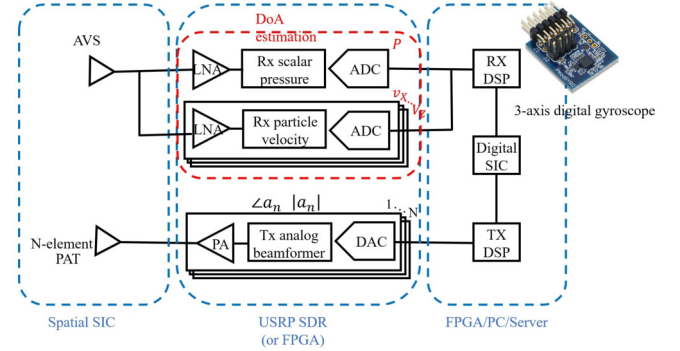 DoA
estimation
AVS
P
LNA
Rx scalar
pressure
ADC
RX
DSP
3-axis digital gyroscope
v_X...v_Z
LNA
Rx particle
velocity
ADC
Digital
SIC
∠a_n |a_n|
1...N
N-element
PAT
PA
Tx analog
beamformer
DAC
TX
DSP
Spatial SIC
USRP SDR
(or FPGA)
FPGA/PC/Server